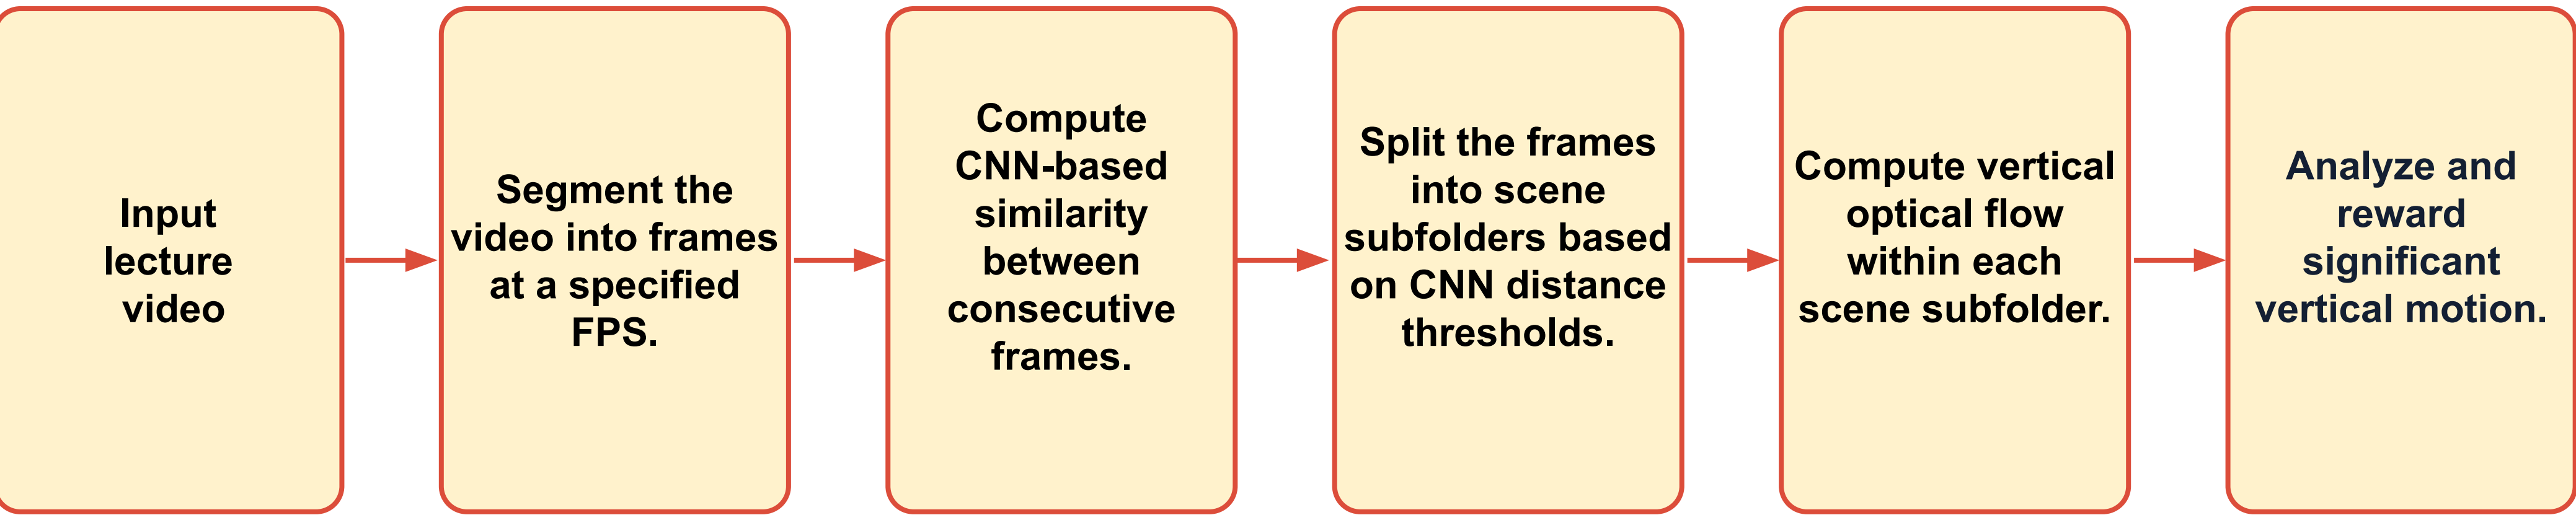 Input
lecture
video
Segment the
video into frames
at a specified
FPS.
Compute
CNN-based
similarity
between
consecutive
frames.
Split the frames
into scene
subfolders based
on CNN distance
thresholds.
Compute vertical
optical flow
within each
scene subfolder.
Analyze and
reward
significant
vertical motion.